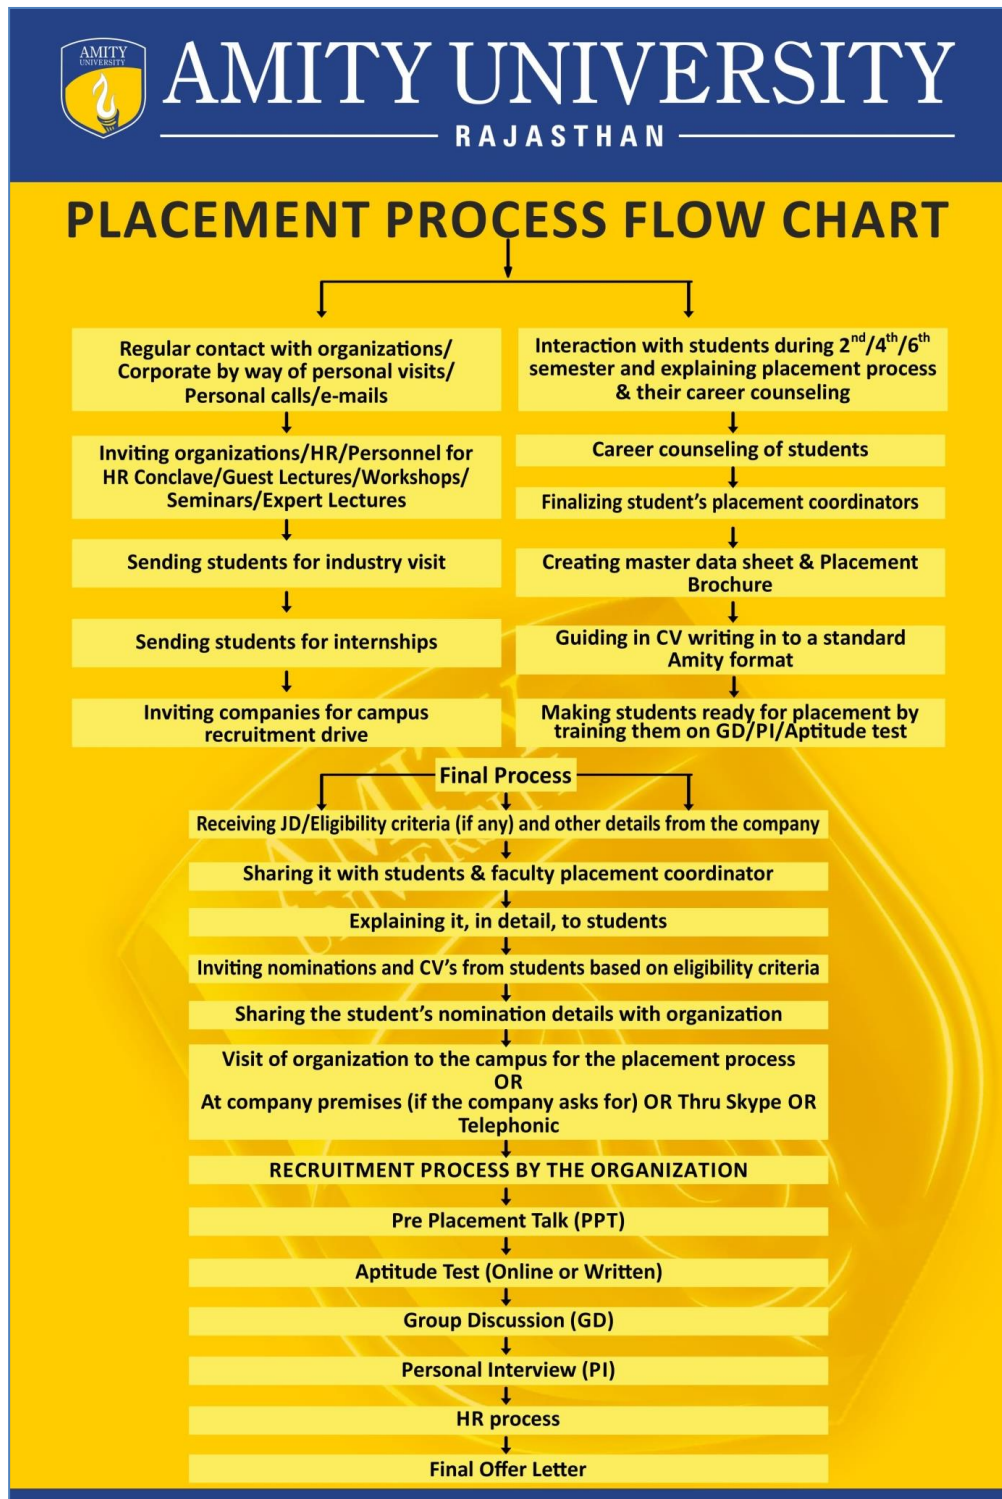 AMITY
UNIVERSITY
AMITY UNIVERSITY
RAJASTHAN
PLACEMENT PROCESS FLOW CHART
Regular contact with organizations/
Corporate by way of personal visits/
Personal calls/e-mails
Inviting organizations/HR/Personnel for
HR Conclave/Guest Lectures/Workshops/
Seminars/Expert Lectures
Sending students for industry visit
Sending students for internships
Inviting companies for campus
recruitment drive
Interaction with students during 2nd/4th/6th
semester and explaining placement process
& their career counseling
Career counseling of students
Finalizing student’s placement coordinators
Creating master data sheet & Placement
Brochure
Guiding in CV writing in to a standard
Amity format
Making students ready for placement by
training them on GD/PI/Aptitude test
Final Process
Receiving JD/Eligibility criteria (if any) and other details from the company
Sharing it with students & faculty placement coordinator
Explaining it, in detail, to students
Inviting nominations and CV’s from students based on eligibility criteria
Sharing the student’s nomination details with organization
Visit of organization to the campus for the placement process
OR
At company premises (if the company asks for) OR Thru Skype OR
Telephonic
RECRUITMENT PROCESS BY THE ORGANIZATION
Pre Placement Talk (PPT)
Aptitude Test (Online or Written)
Group Discussion (GD)
Personal Interview (PI)
HR process
Final Offer Letter
AMITY
UNIVERSITY